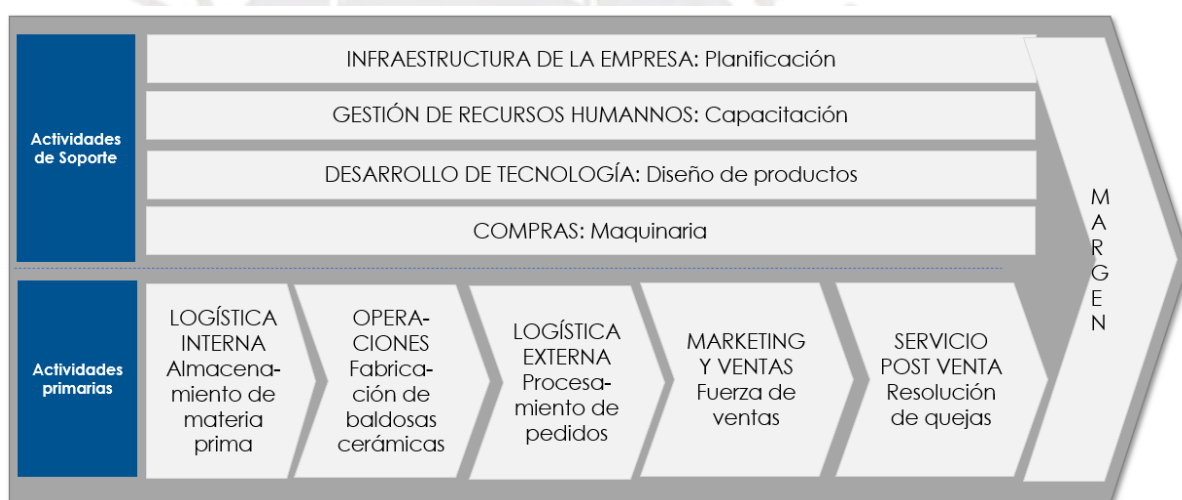 Actividades
de Soporte
INFRAESTRUCTURA DE LA EMPRESA: Planificación
GESTIÓN DE RECURSOS HUMANNOS: Capacitación
DESARROLLO DE TECNOLOGÍA: Diseño de productos
COMPRAS: Maquinaria
Actividades
primarias
LOGÍSTICA
INTERNA
Almacena-
miento de
materia
prima
OPERA-
CIONES
Fabrica-
ción de
baldosas
cerámicas
LOGÍSTICA
EXTERNA
Procesa-
miento de
pedidos
MARKETING
Y VENTAS
Fuerza de
ventas
SERVICIO
POST VENTA
Resolución
de quejas
MARGEN